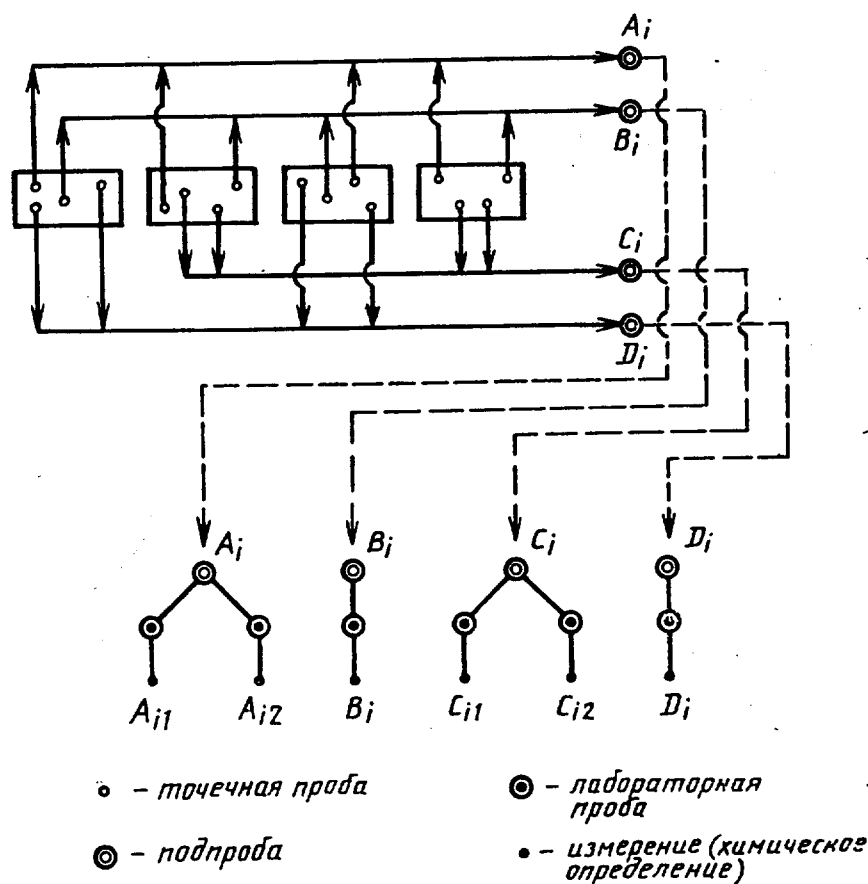 Ai
Bi
Ci
Di
Ai
Bi
Ci
Di
Ai1 Ai2 Bi Ci1 Ci2 Di
– точечная проба
– лабораторная
проба
– подпроба
– измерение (химическое
определение)